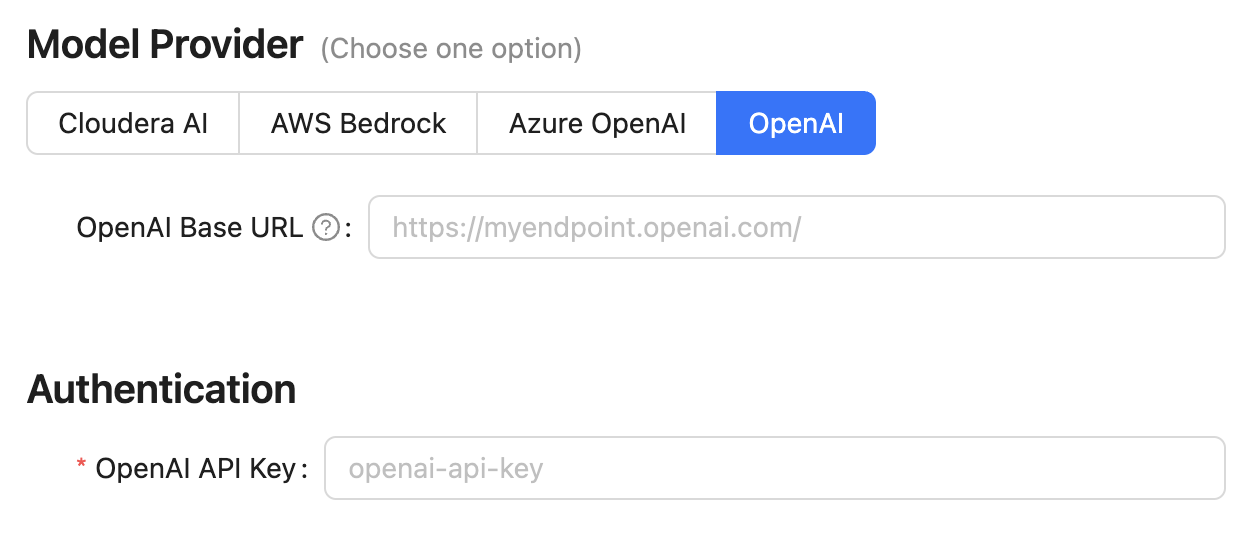 Model Provider (Choose one option)
Cloudera AI AWS Bedrock Azure OpenAI OpenAI
OpenAI Base URL ? : https://myendpoint.openai.com/
Authentication
* OpenAI API Key : openai-api-key